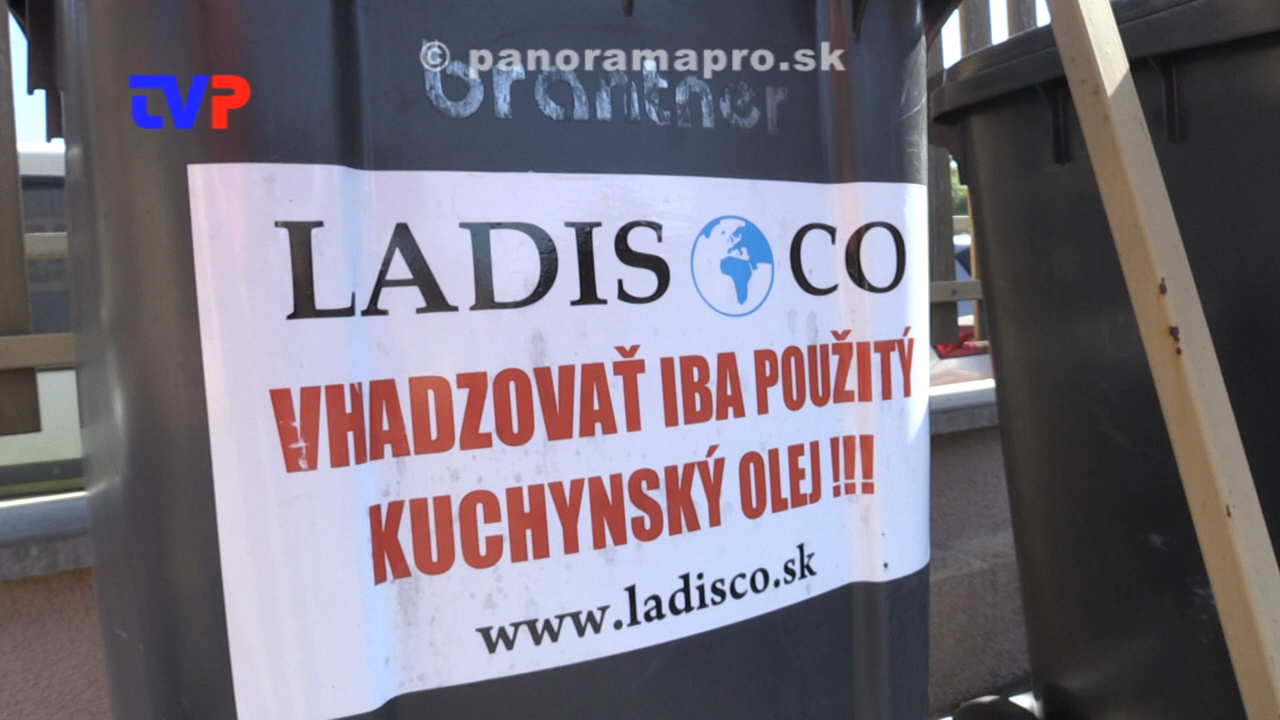 © panoramapro.sk
TVP
brantner
LADIS CO
VHADZOVAŤ IBA POUŽITÝ
KUCHYNSKÝ OLEJ !!!
www.ladisco.sk